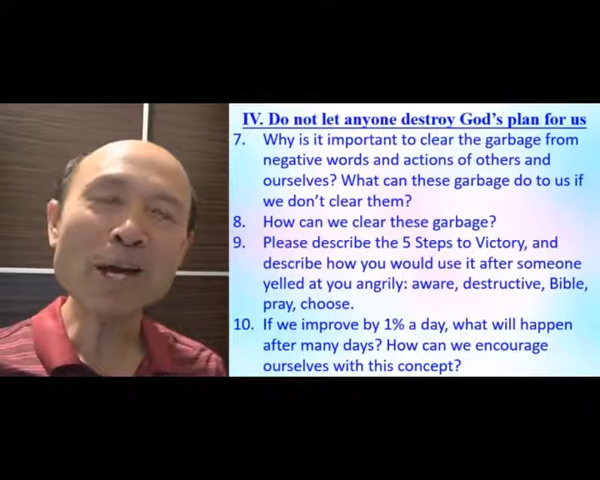 IV. Do not let anyone destroy God's plan for us
7. Why is it important to clear the garbage from
negative words and actions of others and
ourselves? What can these garbage do to us if
we don't clear them?
8. How can we clear these garbage?
9. Please describe the 5 Steps to Victory, and
describe how you would use it after someone
yelled at you angrily: aware, destructive, Bible,
pray, choose.
10. If we improve by 1% a day, what will happen
after many days? How can we encourage
ourselves with this concept?